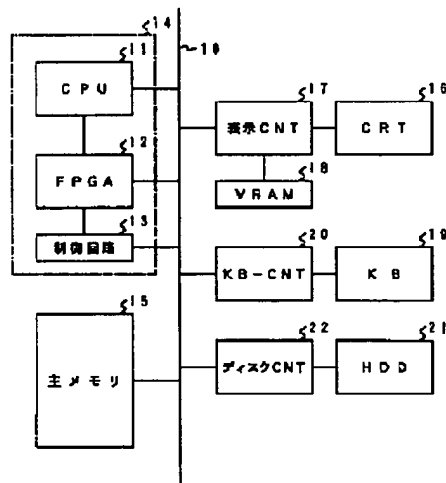 14
11
10
CPU
17
16
表示CNT
CRT
12
FPGA
18
VRAM
13
制御回路
20
19
KB-CNT
KB
15
主メモリ
22
21
ディスクCNT
HDD